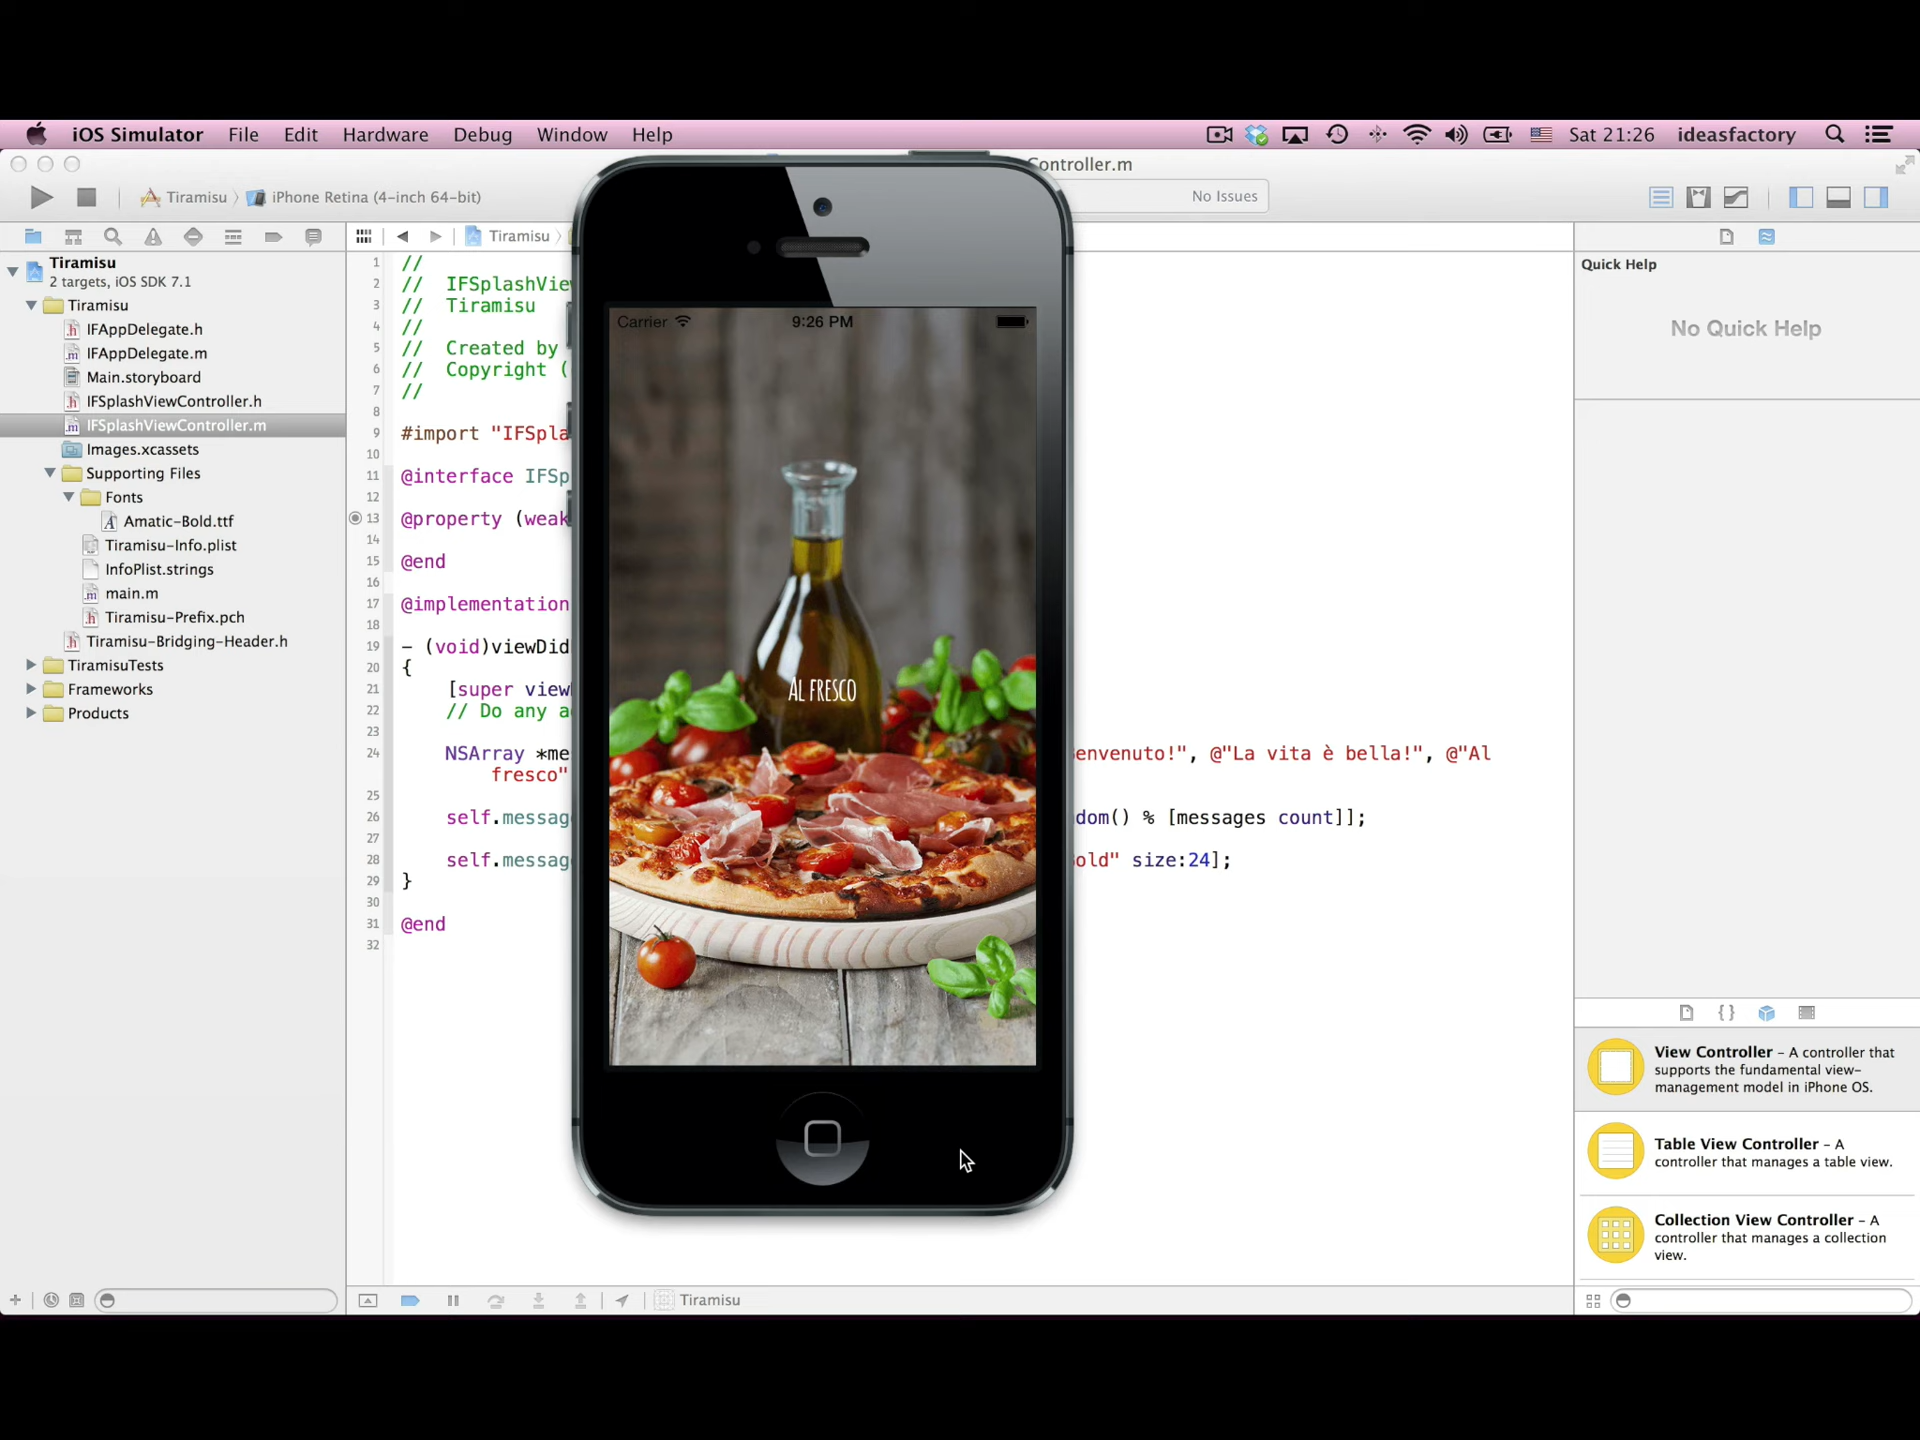 iOS Simulator File Edit Hardware Debug Window Help Sat 21:26 ideasfactory
Controller.m
Tiramisu iPhone Retina (4-inch 64-bit) No Issues
Tiramisu
2 targets, iOS SDK 7.1
Tiramisu
IFAppDelegate.h
IFAppDelegate.m
Main.storyboard
IFSplashViewController.h
IFSplashViewController.m
Images.xcassets
Supporting Files
Fonts
Amatic-Bold.ttf
Tiramisu-Info.plist
InfoPlist.strings
main.m
Tiramisu-Prefix.pch
Tiramisu-Bridging-Header.h
TiramisuTests
Frameworks
Products
Tiramisu
1 //
2 // IFSplashVie
3 // Tiramisu
4 //
5 // Created by
6 // Copyright (
7 //
8
9 #import "IFSpla
10
11 @interface IFSp
12
13 @property (weak
14
15 @end
16
17 @implementation
18
19 - (void)viewDid
20 {
21 [super view
22 // Do any a
23
24 NSArray *me envenuto!", @"La vita è bella!", @"Al
fresco"
25
26 self.messag dom() % [messages count]];
27
28 self.messag old" size:24];
29 }
30
31 @end
32
Carrier 9:26 PM
AL FRESCO
Tiramisu
Quick Help
No Quick Help
{ }
View Controller – A controller that
supports the fundamental view-
management model in iPhone OS.
Table View Controller – A
controller that manages a table view.
Collection View Controller – A
controller that manages a collection
view.